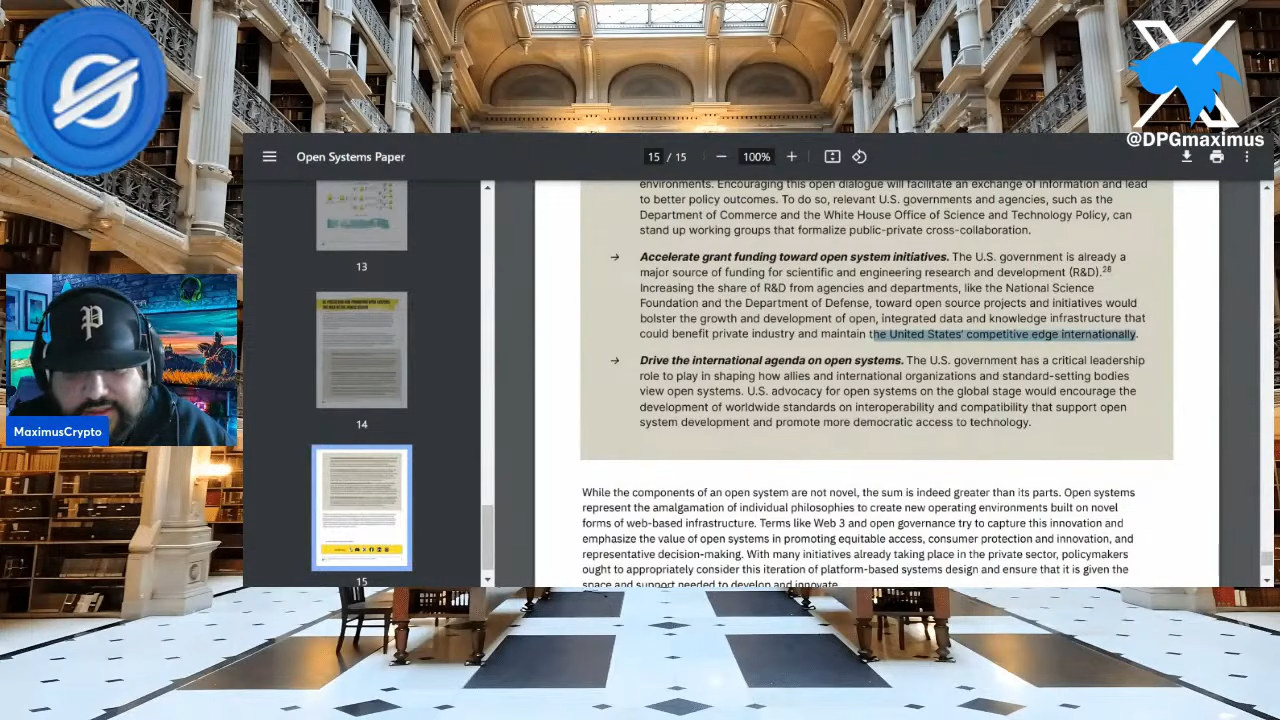 @DPGmaximus
Open Systems Paper
15 / 15
100%
environments. Encouraging this open dialogue will facilitate an exchange of information and lead
to better policy outcomes. To do so, relevant U.S. governments and agencies, such as the
Department of Commerce and the White House Office of Science and Technology Policy, can
stand up working groups that formalize public-private cross-collaboration.
→ Accelerate grant funding toward open system initiatives. The U.S. government is already a
major source of funding for scientific and engineering research and development (R&D).28
Increasing the share of R&D from agencies and departments, like the National Science
Foundation and the Department of Defense, toward open source projects and initiatives would
bolster the growth and development of open, integrated data and knowledge infrastructure that
could benefit private industry and maintain the United States' competitive edge internationally.
→ Drive the international agenda on open systems. The U.S. government has a critical leadership
role to play in shaping how allies and international organizations and standard-setting bodies
view open systems. U.S. advocacy for open systems on the global stage would encourage the
development of worldwide standards on interoperability and compatibility that support open
system development and promote more democratic access to technology.
While the components of an open system are not novel, the sum is indeed greater than its parts. Open systems
represent the amalgamation of individual philosophies to create new operating environments built on novel
forms of web-based infrastructure. Terms like Web 3 and open governance try to capture this innovation and
emphasize the value of open systems in promoting equitable access, consumer protection and innovation, and
representative decision-making. With many initiatives already taking place in the private sector, policymakers
ought to appropriately consider this iteration of platform-based systems design and ensure that it is given the
space and support needed to develop and innovate.
13
14
15
P
MaximusCrypto